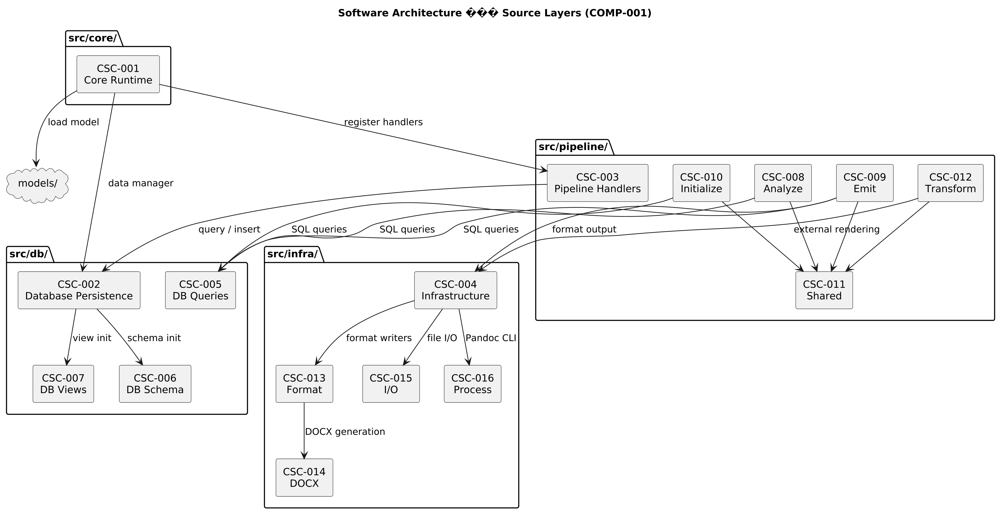 Software Architecture ��� Source Layers (COMP-001)
src/core/
CSC-001
Core Runtime
load model
register handlers
src/pipeline/
models/
data manager
CSC-003
Pipeline Handlers
CSC-010
Initialize
CSC-008
Analyze
CSC-009
Emit
CSC-012
Transform
query / insert
SQL queries
SQL queries
SQL queries
format output
external rendering
src/db/
src/infra/
CSC-002
Database Persistence
CSC-005
DB Queries
CSC-004
Infrastructure
CSC-011
Shared
view init
schema init
format writers
file I/O
Pandoc CLI
CSC-007
DB Views
CSC-006
DB Schema
CSC-013
Format
CSC-015
I/O
CSC-016
Process
DOCX generation
CSC-014
DOCX